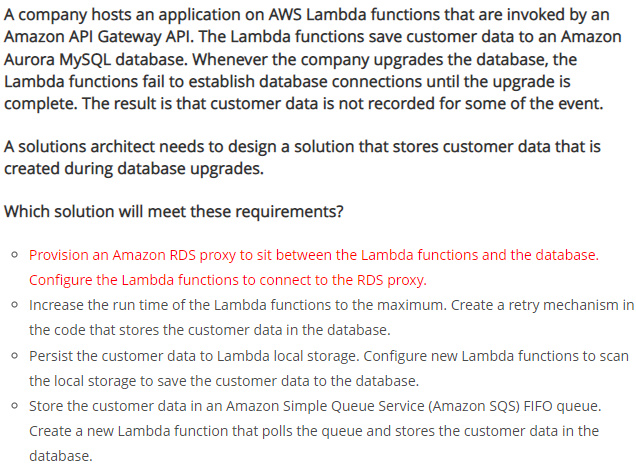 A company hosts an application on AWS Lambda functions that are invoked by an
Amazon API Gateway API. The Lambda functions save customer data to an Amazon
Aurora MySQL database. Whenever the company upgrades the database, the
Lambda functions fail to establish database connections until the upgrade is
complete. The result is that customer data is not recorded for some of the event.
A solutions architect needs to design a solution that stores customer data that is
created during database upgrades.
Which solution will meet these requirements?
Provision an Amazon RDS proxy to sit between the Lambda functions and the database.
Configure the Lambda functions to connect to the RDS proxy.
Increase the run time of the Lambda functions to the maximum. Create a retry mechanism in
the code that stores the customer data in the database.
Persist the customer data to Lambda local storage. Configure new Lambda functions to scan
the local storage to save the customer data to the database.
Store the customer data in an Amazon Simple Queue Service (Amazon SQS) FIFO queue.
Create a new Lambda function that polls the queue and stores the customer data in the
database.